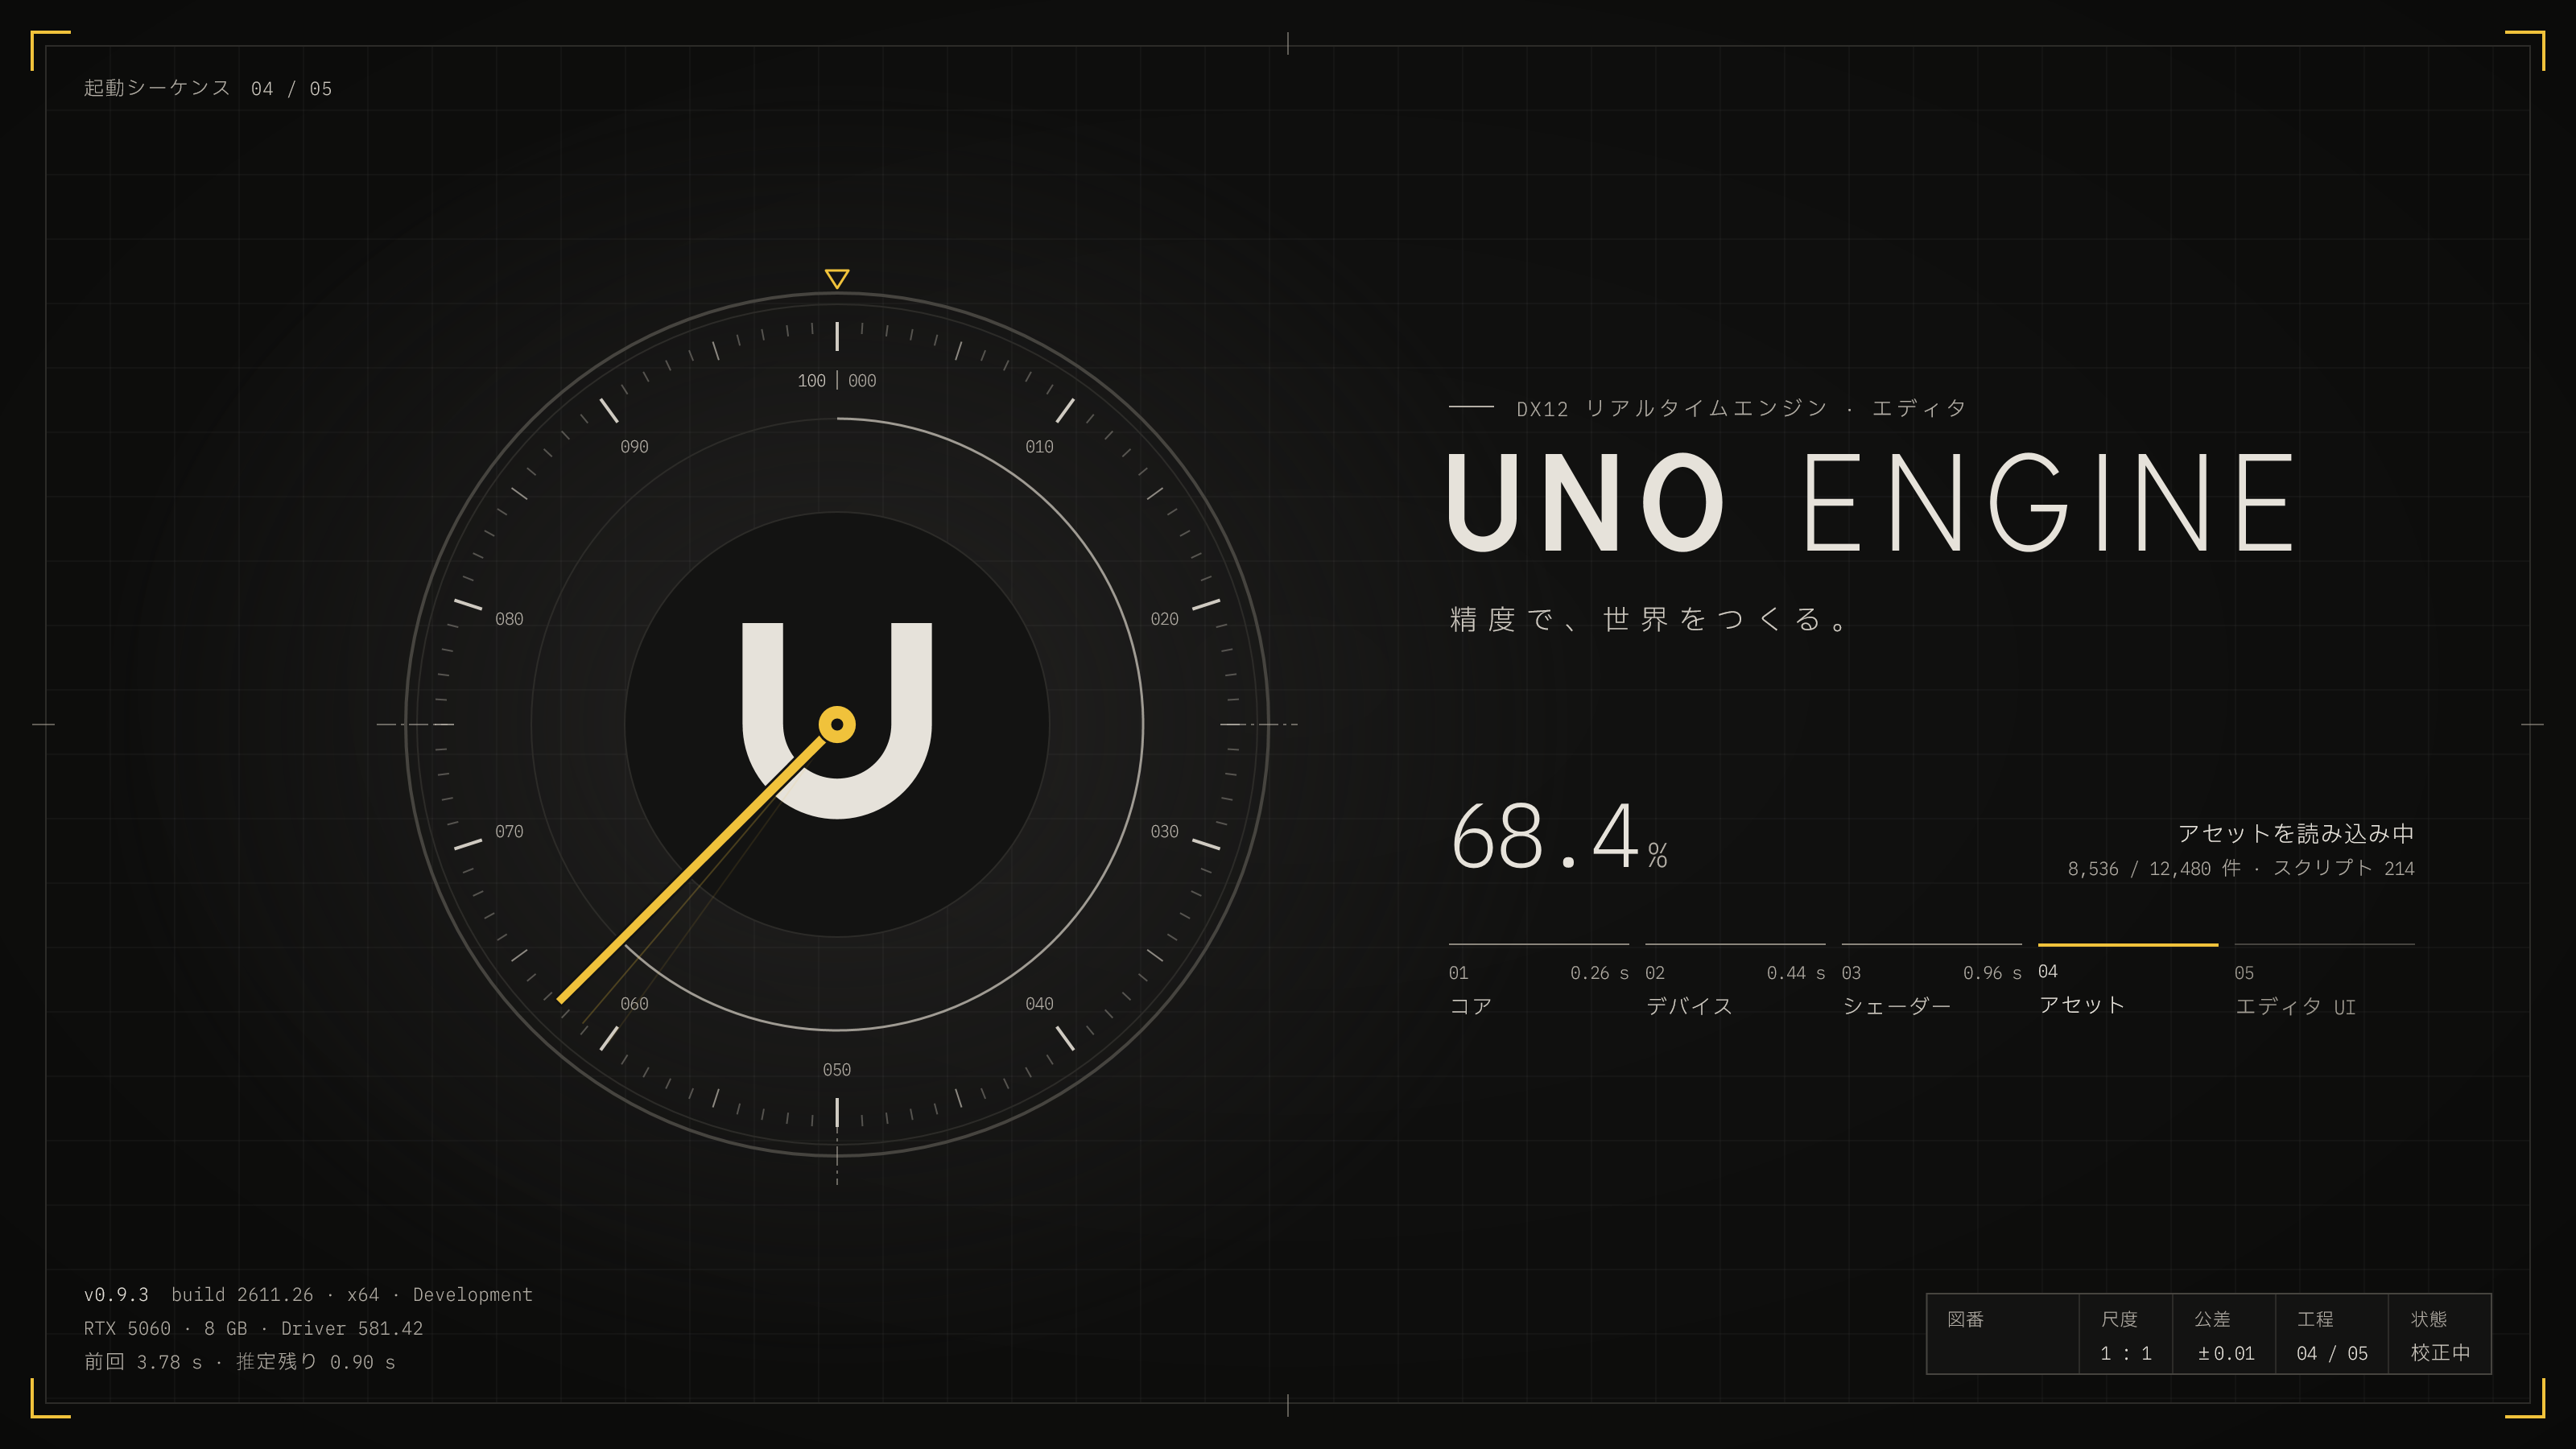 起動シーケンス 04 / 05
100 | 000
090
010
080
020
070
030
060
040
050
U
DX12 リアルタイムエンジン · エディタ
UNO ENGINE
精度で、世界をつくる。
68.4%
アセットを読み込み中
8,536 / 12,480 件 · スクリプト 214
01 0.26 s
コア
02 0.44 s
デバイス
03 0.96 s
シェーダー
04
アセット
05
エディタ UI
v0.9.3 build 2611.26 · x64 · Development
RTX 5060 · 8 GB · Driver 581.42
前回 3.78 s · 推定残り 0.90 s
図番
尺度
1 : 1
公差
±0.01
工程
04 / 05
状態
校正中